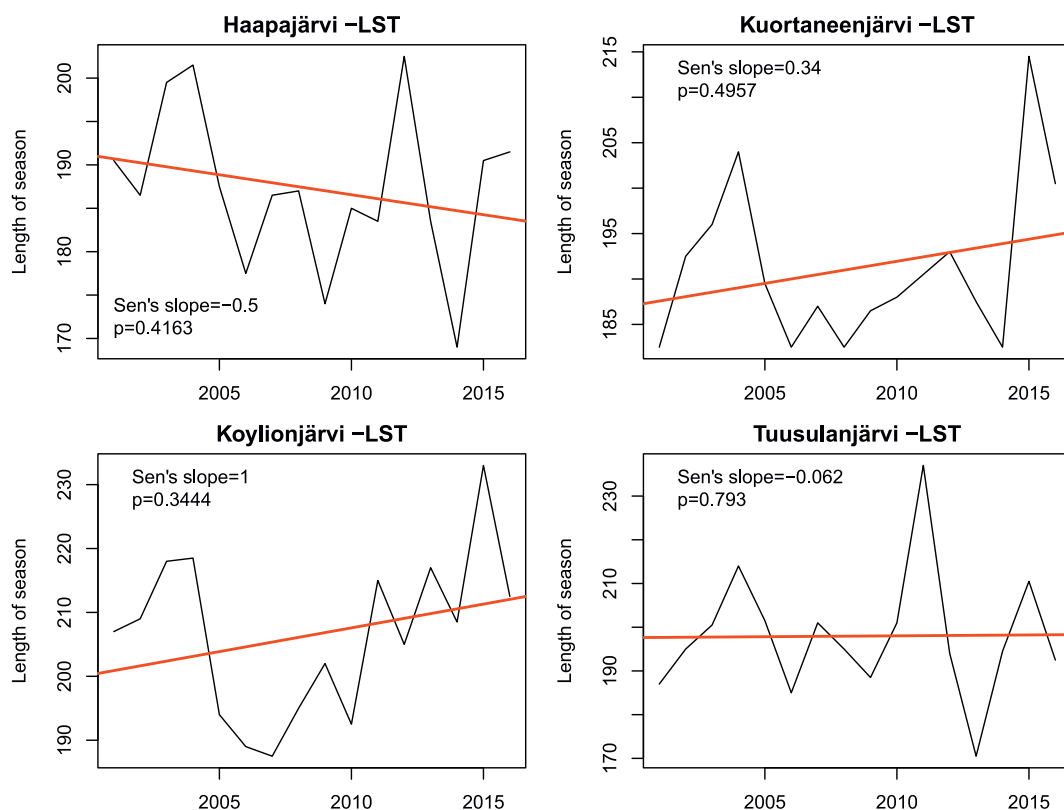 Haapajärvi −LST
Length of season
200
190
180
170
Sen's slope=−0.5
p=0.4163
2005
2010
2015
Kuortaneenjärvi −LST
Length of season
215
205
195
185
Sen's slope=0.34
p=0.4957
2005
2010
2015
Koylionjärvi −LST
Length of season
230
220
210
200
190
Sen's slope=1
p=0.3444
2005
2010
2015
Tuusulanjärvi −LST
Length of season
230
210
190
170
Sen's slope=−0.062
p=0.793
2005
2010
2015